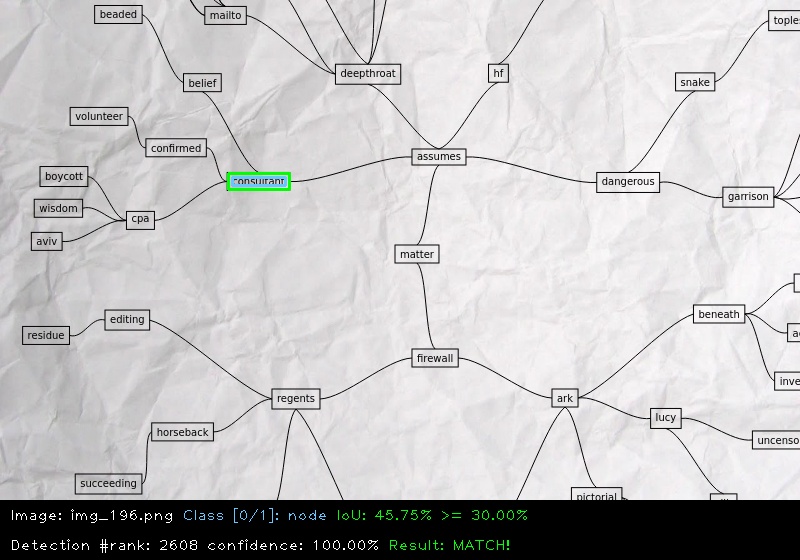 beaded
mailto
toples
deepthroat
hf
belief
snake
volunteer
confirmed
assumes
boycott
consultant
dangerous
wisdom
cpa
garrison
aviv
matter
editing
beneath
residue
firewall
inve
regents
ark
lucy
horseback
uncenso
succeeding
pictorial
Image: img_196.png Class [0/1]: node IoU: 45.75% >= 30.00%
Detection #rank: 2608 confidence: 100.00% Result: MATCH!